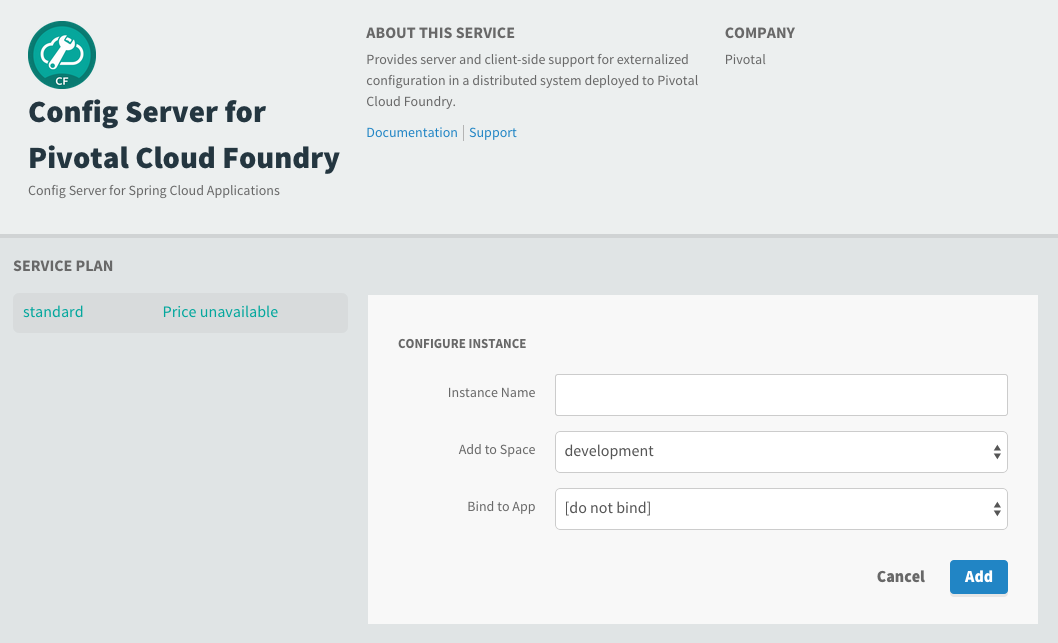 CF
Config Server for
Pivotal Cloud Foundry
Config Server for Spring Cloud Applications
ABOUT THIS SERVICE
Provides server and client-side support for externalized
configuration in a distributed system deployed to Pivotal
Cloud Foundry.
Documentation | Support
COMPANY
Pivotal
SERVICE PLAN
standard Price unavailable
CONFIGURE INSTANCE
Instance Name
Add to Space development
Bind to App [do not bind]
Cancel Add